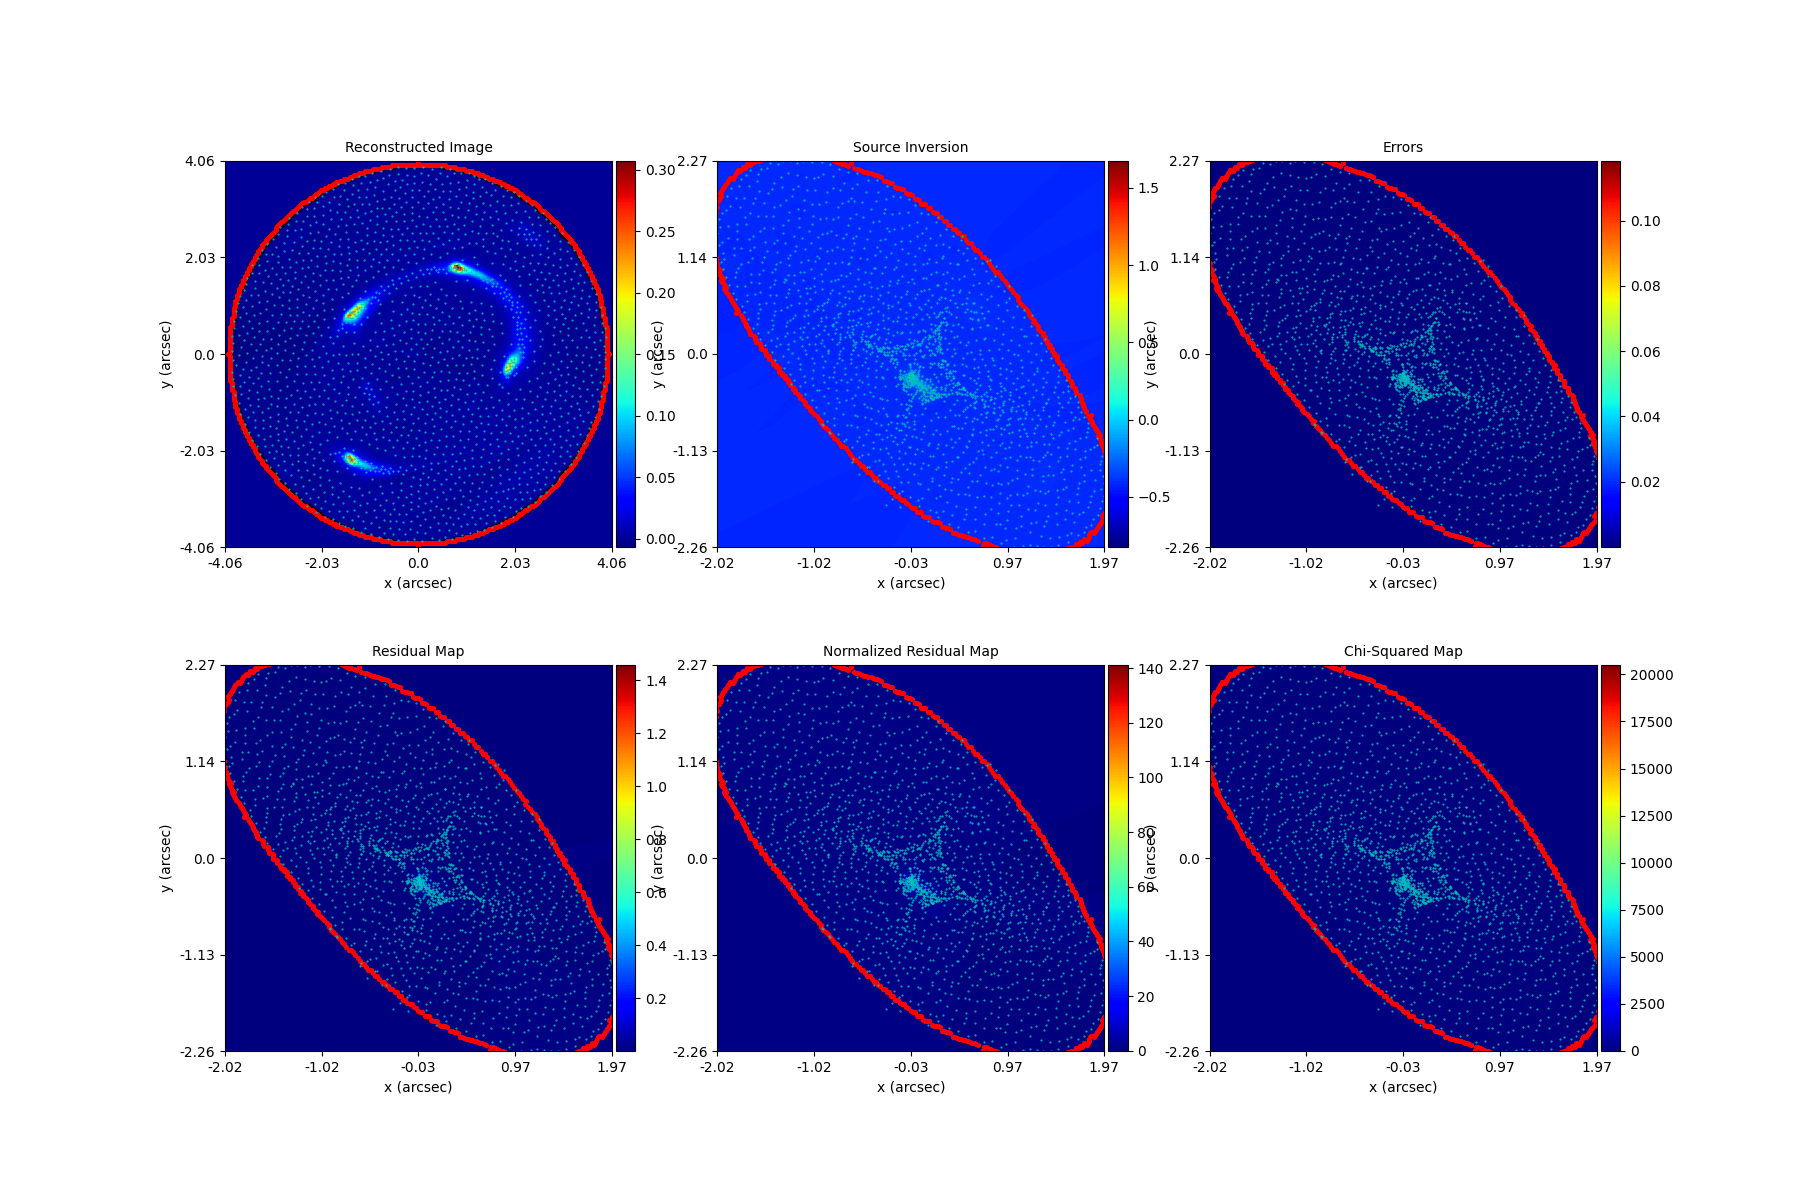 Reconstructed Image
4.06
2.03
0.0
-2.03
-4.06
y (arcsec)
-4.06 -2.03 0.0 2.03 4.06
x (arcsec)
0.30
0.25
0.20
0.15
0.10
0.05
0.00
Source Inversion
2.27
1.14
0.0
-1.13
-2.26
y (arcsec)
-2.02 -1.02 -0.03 0.97 1.97
x (arcsec)
1.5
1.0
0.5
0.0
−0.5
Errors
2.27
1.14
0.0
-1.13
-2.26
y (arcsec)
-2.02 -1.02 -0.03 0.97 1.97
x (arcsec)
0.10
0.08
0.06
0.04
0.02
Residual Map
2.27
1.14
0.0
-1.13
-2.26
y (arcsec)
-2.02 -1.02 -0.03 0.97 1.97
x (arcsec)
1.4
1.2
1.0
0.8
0.6
0.4
0.2
Normalized Residual Map
2.27
1.14
0.0
-1.13
-2.26
y (arcsec)
-2.02 -1.02 -0.03 0.97 1.97
x (arcsec)
140
120
100
80
60
40
20
0
Chi-Squared Map
2.27
1.14
0.0
-1.13
-2.26
y (arcsec)
-2.02 -1.02 -0.03 0.97 1.97
x (arcsec)
20000
17500
15000
12500
10000
7500
5000
2500
0